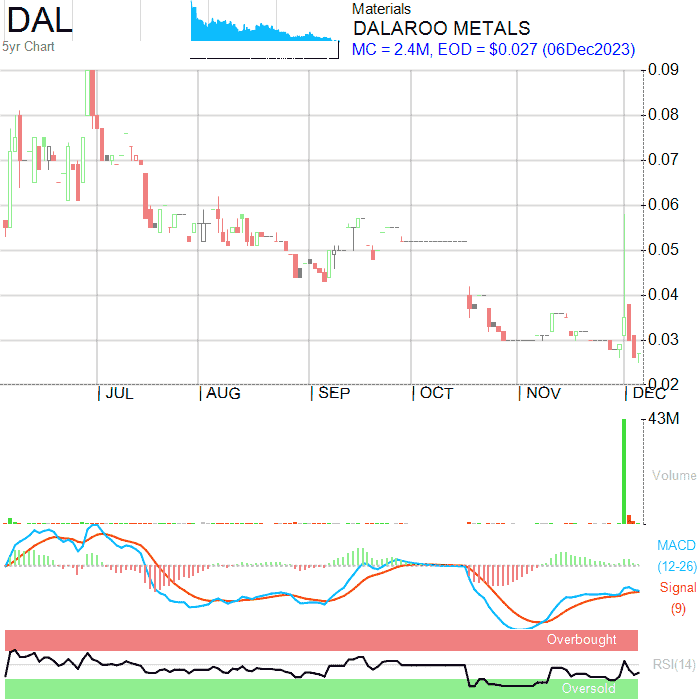 DAL
5yr Chart
Materials
DALAROO METALS
MC = 2.4M, EOD = $0.027 (06Dec2023)
0.09
0.08
0.07
0.06
0.05
0.04
0.03
0.02
JUL AUG SEP OCT NOV DEC
43M
Volume
MACD
(12-26)
Signal
(9)
Overbought
RSI(14)
Oversold